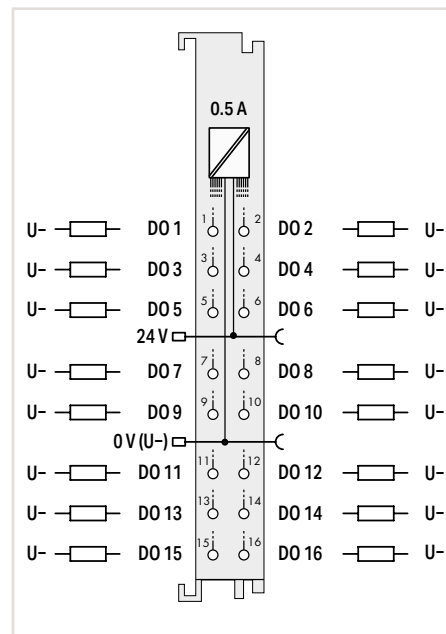 0.5 A
U- DO 1 1 2 DO 2 U-
U- DO 3 3 4 DO 4 U-
U- DO 5 5 6 DO 6 U-
24 V
U- DO 7 7 8 DO 8 U-
U- DO 9 9 10 DO 10 U-
0 V (U-)
U- DO 11 11 12 DO 12 U-
U- DO 13 13 14 DO 14 U-
U- DO 15 15 16 DO 16 U-